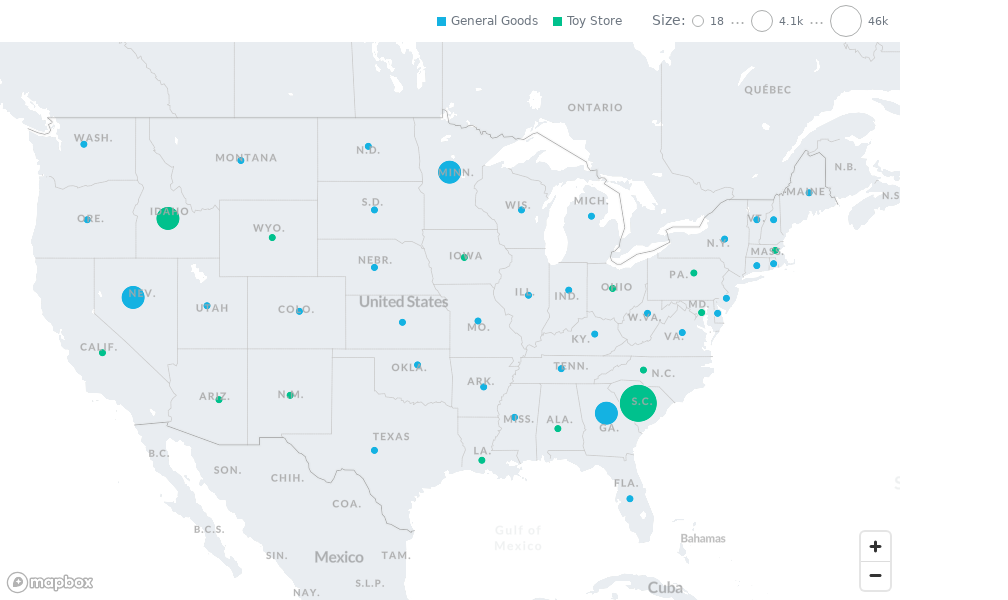 General Goods Toy Store Size: 18 ··· 4.1k ··· 46k
QUÉBEC
ONTARIO
WASH.
N.D.
MONTANA
MINN.
N.B.
MAINE
N.S
IDAHO
S.D.
WIS.
MICH.
ORE.
WYO.
VT.
N.Y.
MASS.
NEBR.
IOWA
PA.
NEV.
ILL.
IND.
OHIO
MD.
United States
UTAH
COLO.
W.VA.
MO.
KY.
VA.
CALIF.
OKLA.
TENN.
N.C.
ARIZ.
N.M.
ARK.
S.C.
MISS.
ALA.
GA.
TEXAS
LA.
B.C.
SON.
CHIH.
FLA.
COA.
B.C.S.
Gulf of
Mexico
Bahamas
SIN.
Mexico
TAM.
S.L.P.
NAY.
Cuba
mapbox
+
−